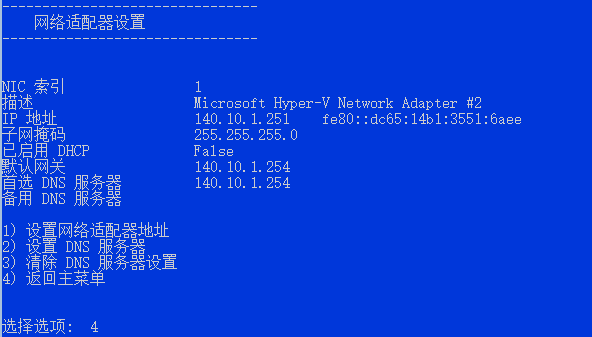 --------------------------------
网络适配器设置
--------------------------------
NIC 索引 1
描述 Microsoft Hyper-V Network Adapter #2
IP 地址 140.10.1.251 fe80::dc65:14b1:3551:6aee
子网掩码 255.255.255.0
已启用 DHCP False
默认网关 140.10.1.254
首选 DNS 服务器 140.10.1.254
备用 DNS 服务器
1) 设置网络适配器地址
2) 设置 DNS 服务器
3) 清除 DNS 服务器设置
4) 返回主菜单
选择选项: 4